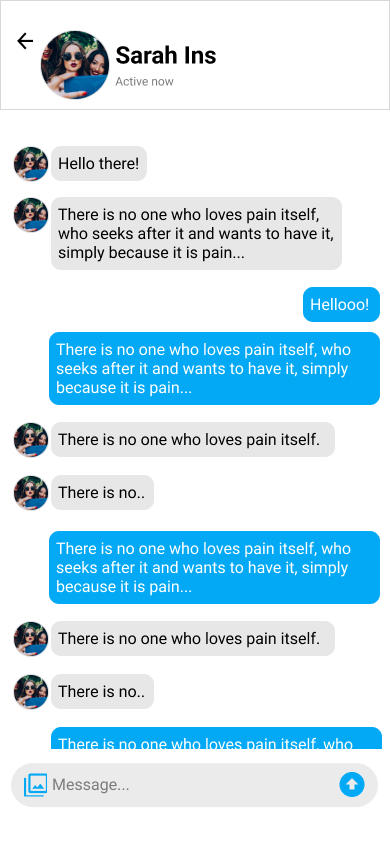 Sarah Ins
Active now
Hello there!
There is no one who loves pain itself,
who seeks after it and wants to have it,
simply because it is pain...
Hellooo!
There is no one who loves pain itself, who
seeks after it and wants to have it, simply
because it is pain...
There is no one who loves pain itself.
There is no..
There is no one who loves pain itself, who
seeks after it and wants to have it, simply
because it is pain...
There is no one who loves pain itself.
There is no..
There is no one who loves pain itself, who
Message...